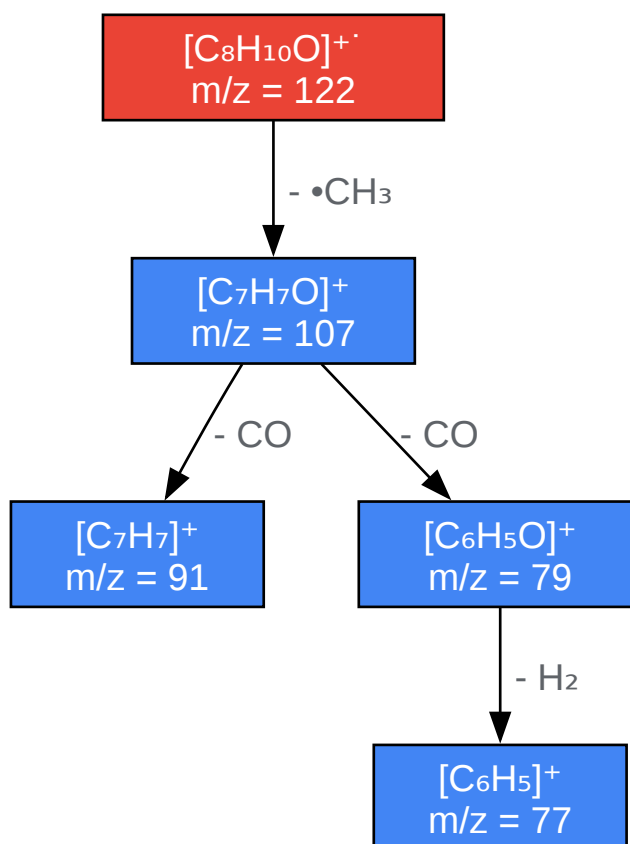 [C₈H₁₀O]⁺˙
m/z = 122
- •CH₃
[C₇H₇O]⁺
m/z = 107
- CO
- CO
[C₇H₇]⁺
m/z = 91
[C₆H₅O]⁺
m/z = 79
- H₂
[C₆H₅]⁺
m/z = 77